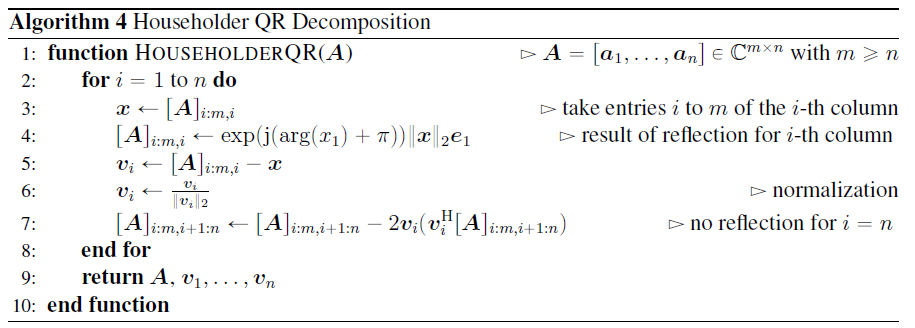 Algorithm 4 Householder QR Decomposition
1: function HOUSEHOLDERQR(A) ▷ A = [a₁, . . . , aₙ] ∈ ℂ^{m×n} with m ⩾ n
2: for i = 1 to n do
3: x ← [A]_{i:m,i} ▷ take entries i to m of the i-th column
4: [A]_{i:m,i} ← exp(j(arg(x₁) + π))‖x‖₂e₁ ▷ result of reflection for i-th column
5: vᵢ ← [A]_{i:m,i} − x
6: vᵢ ← vᵢ/‖vᵢ‖₂ ▷ normalization
7: [A]_{i:m,i+1:n} ← [A]_{i:m,i+1:n} − 2vᵢ(vᵢᴴ[A]_{i:m,i+1:n}) ▷ no reflection for i = n
8: end for
9: return A, v₁, . . . , vₙ
10: end function